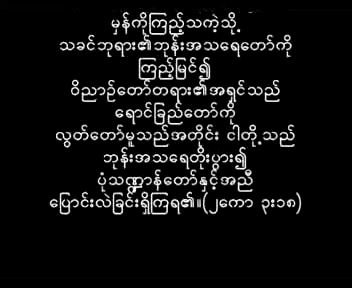 မှန်ကိုကြည့်သကဲ့သို့
သခင်ဘုရား၏ဘုန်းအသရေတော်ကို
ကြည့်မြင်၍
ဝိညာဉ်တော်တရား၏အရှင်သည်
ရောင်ခြည်တော်ကို
လွတ်တော်မူသည်အတိုင်း ငါတို့သည်
ဘုန်းအသရေတိုးပွား၍
ပုံသဏ္ဌာန်တော်နှင့်အညီ
ပြောင်းလဲခြင်းရှိကြရ၏။(၂ကော ၃း၁၈)